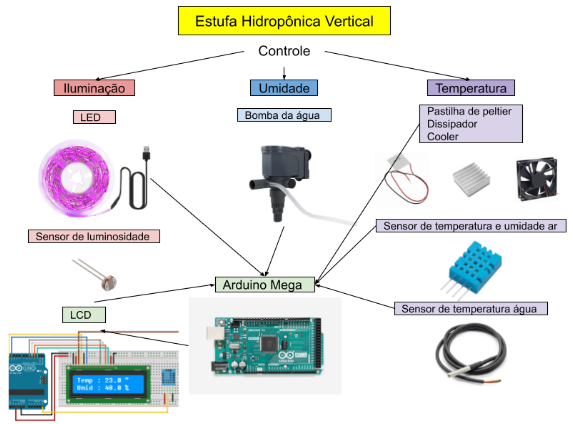 Estufa Hidropônica Vertical
Controle
Iluminação
Umidade
Temperatura
LED
Bomba da água
Pastilha de peltier
Dissipador
Cooler
Sensor de luminosidade
Sensor de temperatura e umidade ar
Arduino Mega
Sensor de temperatura água
LCD
Temp : 23.0 °
Umid : 40.0 %